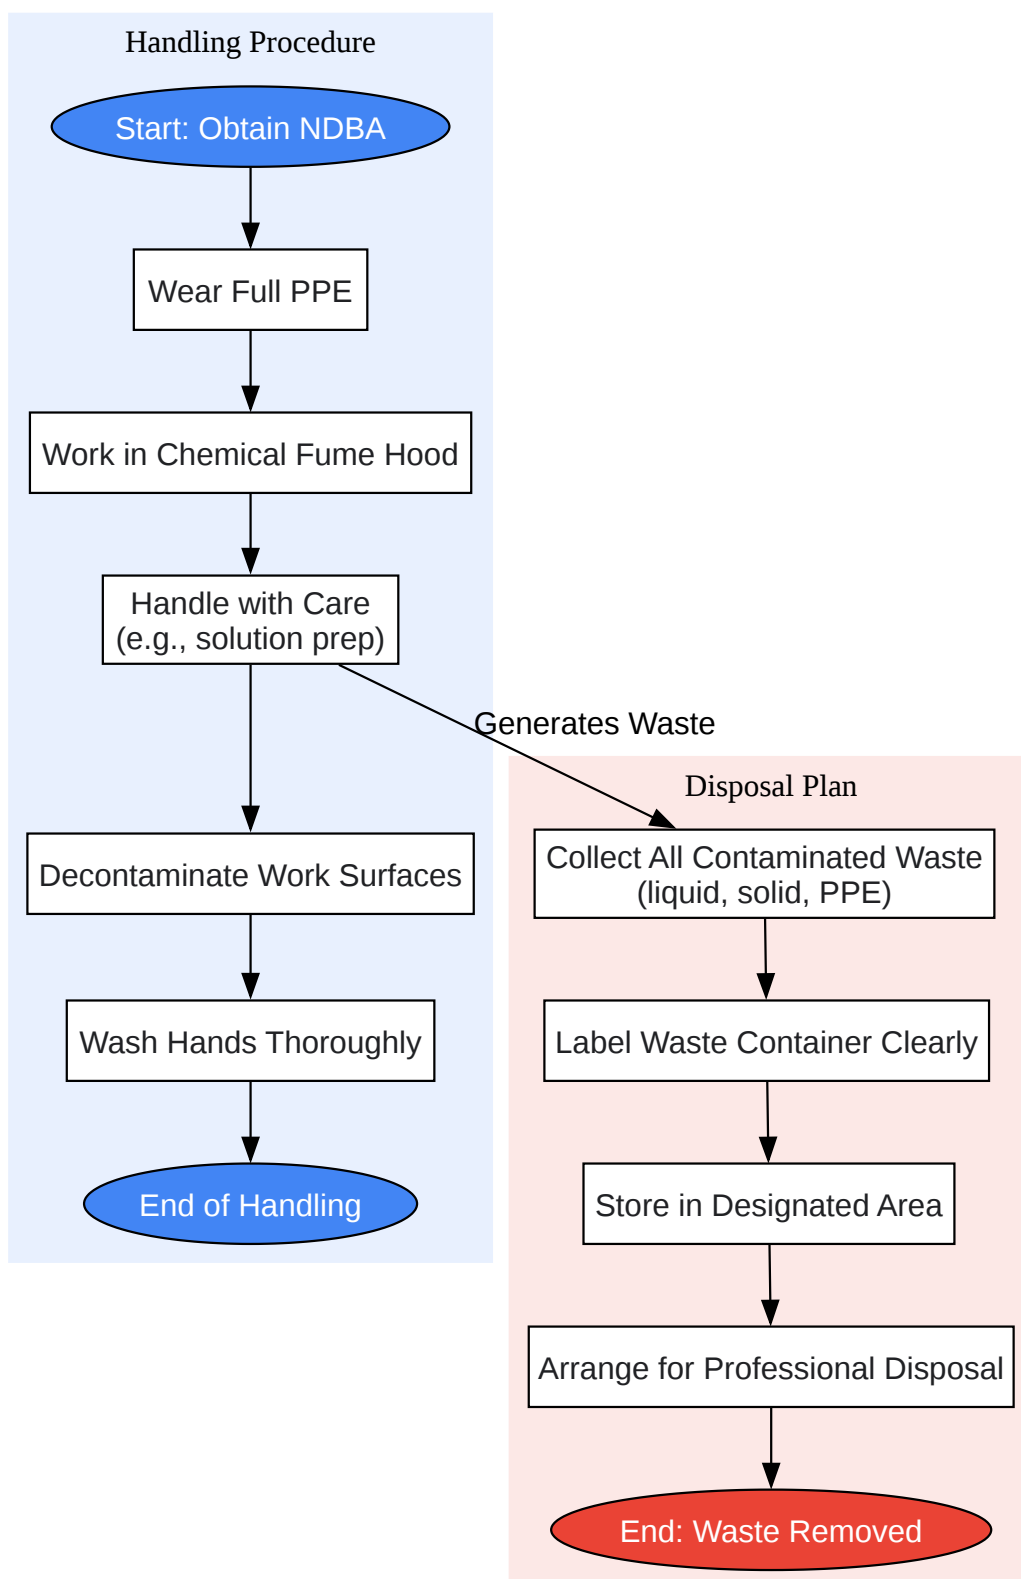 Handling Procedure
Start: Obtain NDBA
Wear Full PPE
Work in Chemical Fume Hood
Handle with Care
(e.g., solution prep)
Generates Waste
Decontaminate Work Surfaces
Wash Hands Thoroughly
End of Handling
Disposal Plan
Collect All Contaminated Waste
(liquid, solid, PPE)
Label Waste Container Clearly
Store in Designated Area
Arrange for Professional Disposal
End: Waste Removed